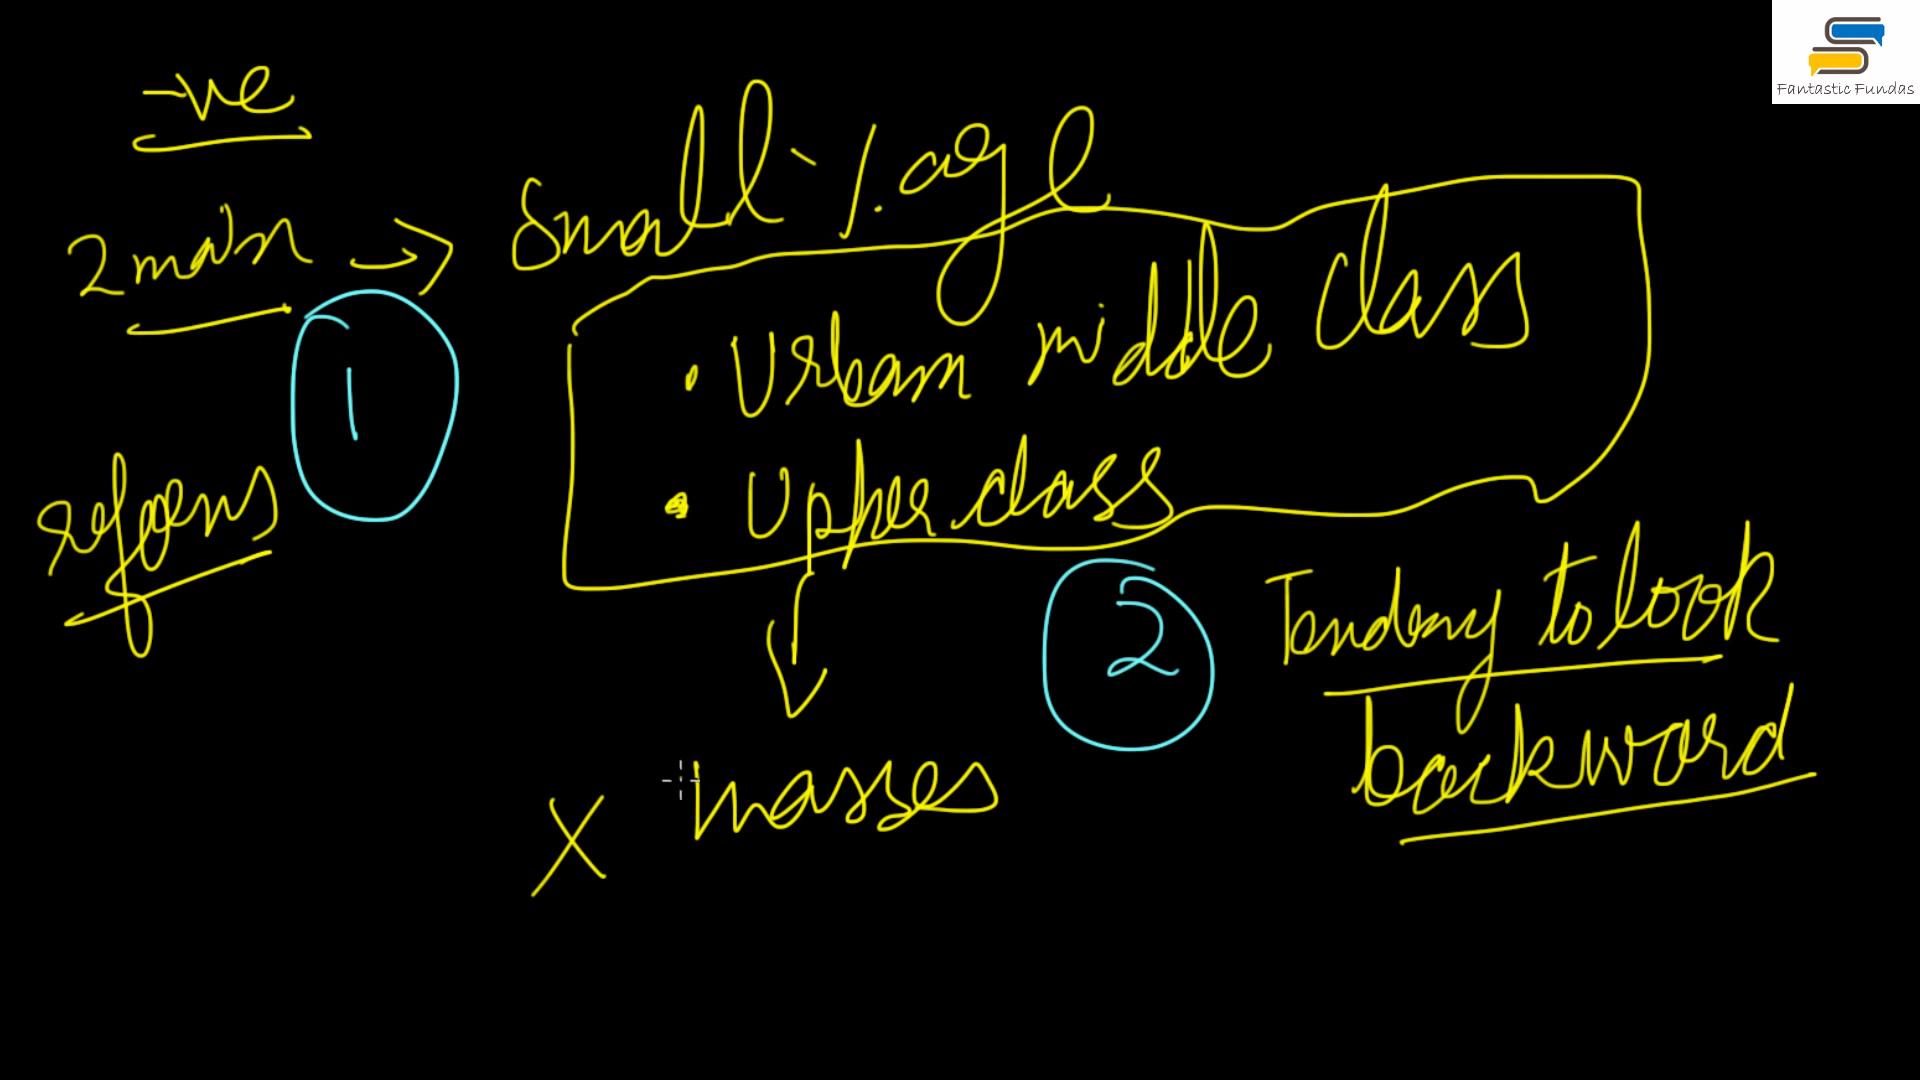 -ve
2 main → Small %age
1
reforms
• Urban middle class
• Upper class
2 Tendency to look
backward
X masses
Fantastic Fundas